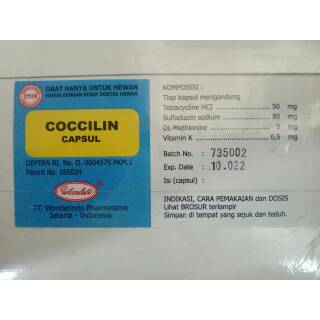 OBAT HANYA UNTUK HEWAN
HARUS DENGAN RESEP DOKTER HEWAN
COCCILIN
CAPSUL
DEPTAN RI. No. D. 0604575 PKM.1
Patent No. 165024
Wonder
PT. Wonderindo Pharmatama
Jakarta - Indonesia
KOMPOSISI :
Tiap kapsul mengandung
Tetracycline HCl 50 mg
Sulfadiazin sodium 80 mg
DL-Methionine 5 mg
Vitamin K 0,5 mg
Batch No. : 735002
Exp. Date : 10.022
Isi (capsul) :
INDIKASI, CARA PEMAKAIAN dan DOSIS
Lihat BROSUR terlampir
Simpan di tempat yang sejuk dan teduh.